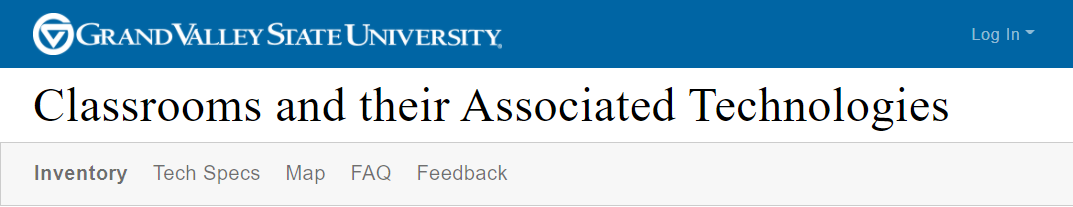 GRAND VALLEY STATE UNIVERSITY®
Log In
Classrooms and their Associated Technologies
Inventory Tech Specs Map FAQ Feedback